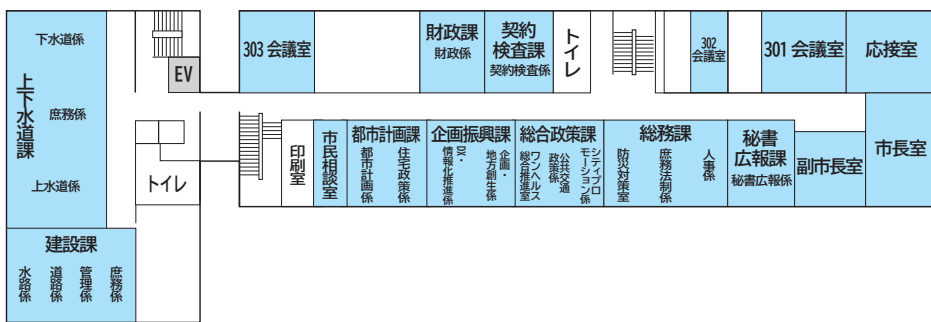 下水道係
上下水道課
庶務係
上水道係
EV
トイレ
建設課
水路係
道路係
管理係
庶務係
303 会議室
財政課
財政係
契約
検査課
契約検査係
トイレ
302
会議室
301 会議室
応接室
印刷室
市民相談室
都市計画課
住宅政策係
都市計画係
企画振興課
企画・
地方創生係
DX・
情報化推進係
総合政策課
シティプロ
モーション係
公共交通
政策係
ワンヘルス
総合推進室
総務課
人事係
庶務法制係
防災対策室
秘書
広報課
秘書広報係
副市長室
市長室